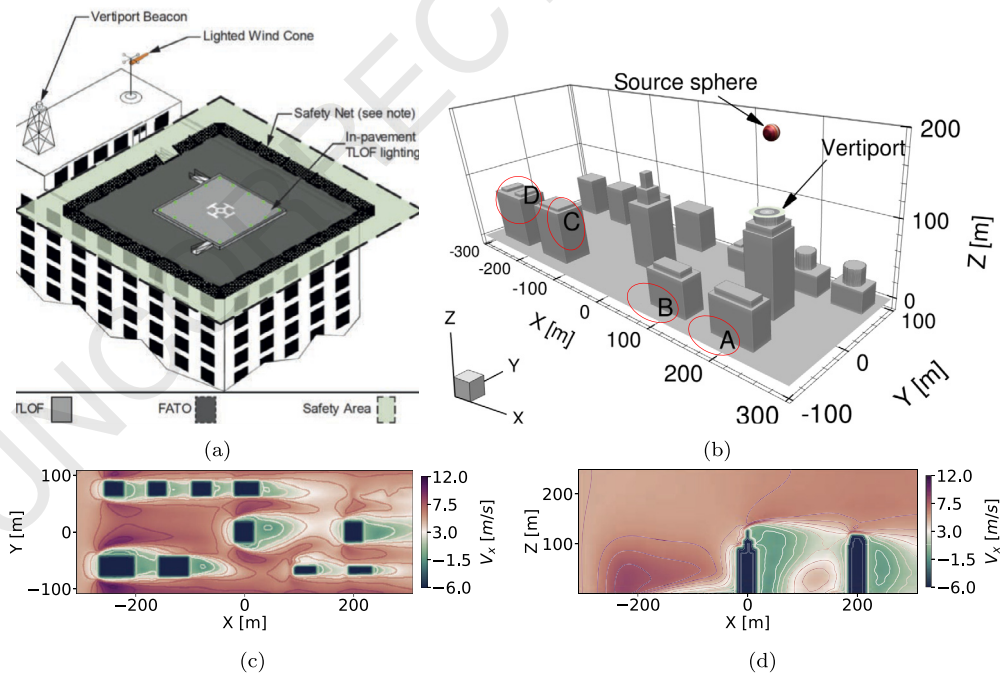 Vertiport Beacon
Lighted Wind Cone
Safety Net (see note)
In-pavement
TLOF lighting
TLOF
FATO
Safety Area
(a)
Source sphere
Vertiport
200
100
0
Z [m]
D
C
B
A
-300
-200
-100
0
100
200
300
X [m]
100
0
-100
Y [m]
Z
Y
X
(b)
100
0
−100
Y [m]
−200
0
200
X [m]
12.0
7.5
3.0
−1.5
−6.0
Vx [m/s]
(c)
200
100
Z [m]
−200
0
200
X [m]
12.0
7.5
3.0
−1.5
−6.0
Vx [m/s]
(d)
UNCORRECT